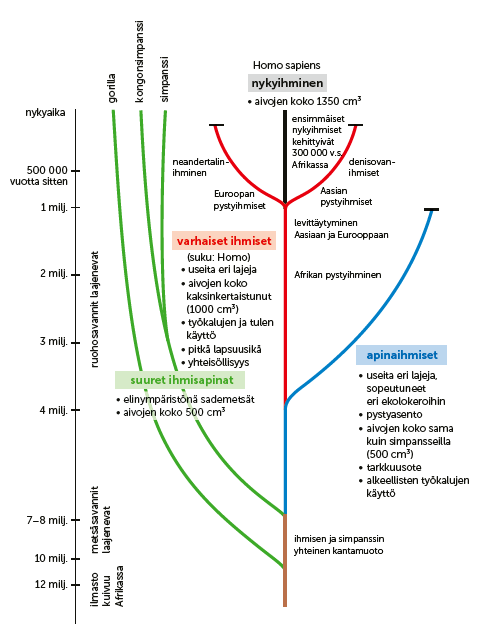 gorilla
kongonsimpanssi
simpanssi
Homo sapiens
nykyihminen
• aivojen koko 1350 cm³
ensimmäiset
nykyihmiset
kehittyivät
300 000 v.s.
Afrikassa
neandertalin-
ihminen
denisovan-
ihmiset
Euroopan
pystyihmiset
Aasian
pystyihmiset
levittäytyminen
Aasiaan ja Eurooppaan
Afrikan pystyihminen
varhaiset ihmiset
(suku: Homo)
• useita eri lajeja
• aivojen koko
kaksinkertaistunut
(1000 cm³)
• työkalujen ja tulen
käyttö
• pitkä lapsuusikä
• yhteisöllisyys
suuret ihmisapinat
• elinympäristönä sademetsät
• aivojen koko 500 cm³
apinaihmiset
• useita eri lajeja,
sopeutuneet
eri ekolokeroihin
• pystyasento
• aivojen koko sama
kuin simpansseilla
(500 cm³)
• tarkkuusote
• alkeellisten työkalujen
käyttö
ihmisen ja simpanssin
yhteinen kantamuoto
nykyaika
500 000
vuotta sitten
1 milj.
2 milj.
3 milj.
4 milj.
7–8 milj.
10 milj.
12 milj.
ruohosavannit laajenevat
metsäsavannit
laajenevat
ilmasto
kuivuu
Afrikassa